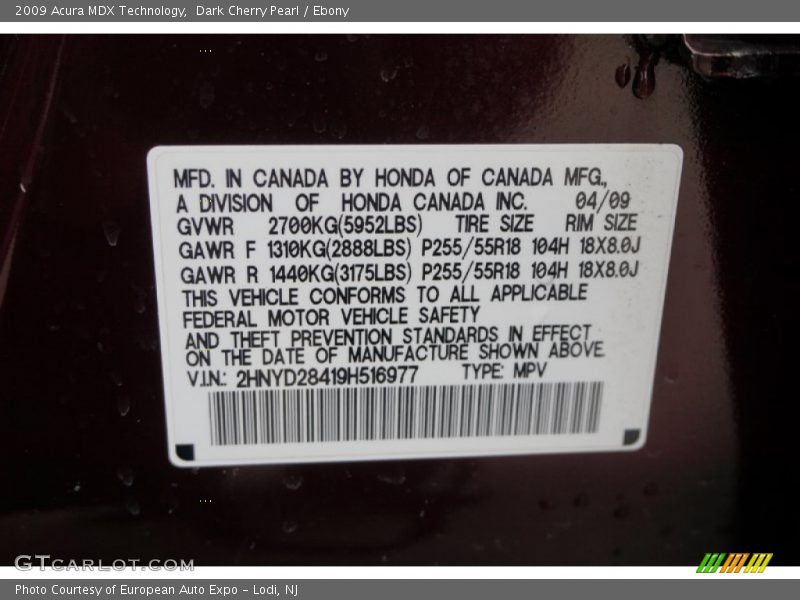 2009 Acura MDX Technology, Dark Cherry Pearl / Ebony
MFD. IN CANADA BY HONDA OF CANADA MFG.,
A DIVISION OF HONDA CANADA INC. 04/09
GVWR 2700KG(5952LBS) TIRE SIZE RIM SIZE
GAWR F 1310KG(2888LBS) P255/55R18 104H 18X8.0J
GAWR R 1440KG(3175LBS) P255/55R18 104H 18X8.0J
THIS VEHICLE CONFORMS TO ALL APPLICABLE
FEDERAL MOTOR VEHICLE SAFETY
AND THEFT PREVENTION STANDARDS IN EFFECT
ON THE DATE OF MANUFACTURE SHOWN ABOVE.
V.I.N.: 2HNYD28419H516977 TYPE: MPV
GTCARLOT.COM
Photo Courtesy of European Auto Expo - Lodi, NJ